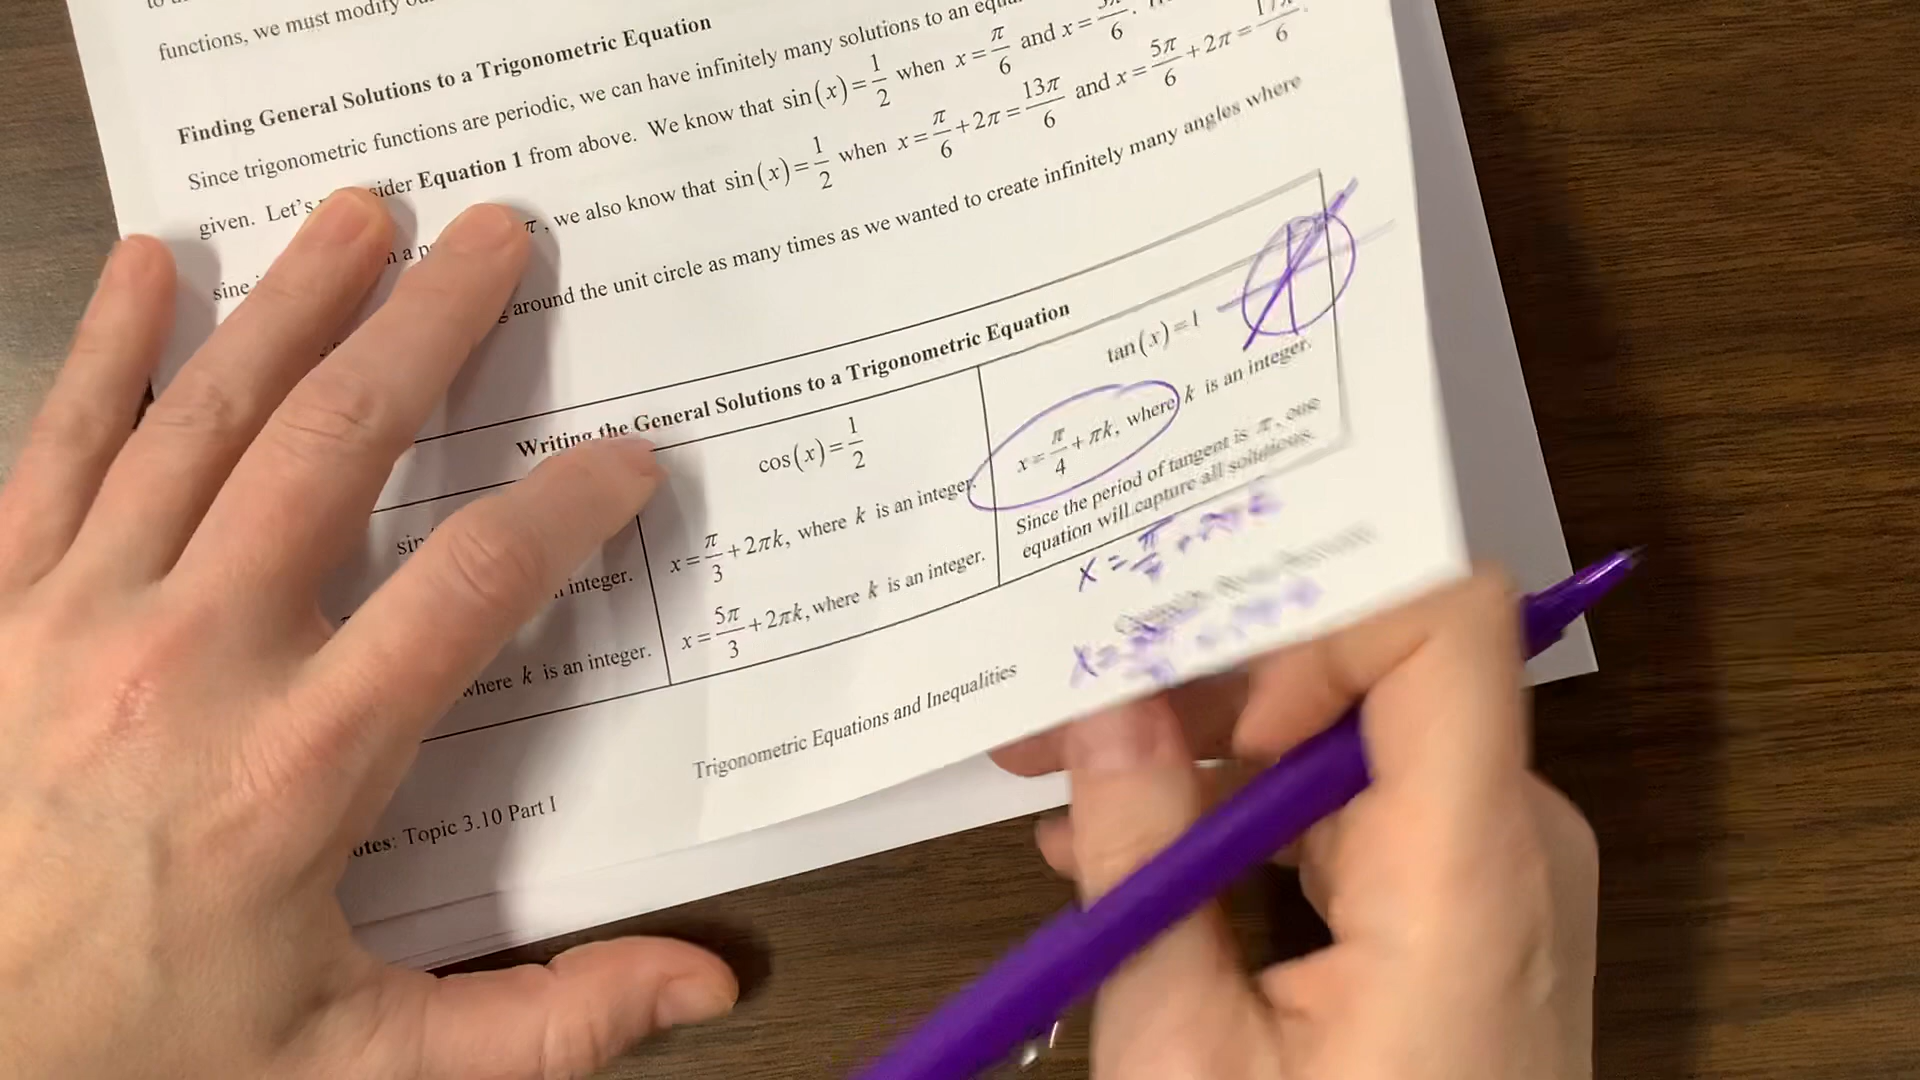 functions, we must modify
Finding General Solutions to a Trigonometric Equation
Since trigonometric functions are periodic, we can have infinitely many solutions to an
given. Let's sider Equation 1 from above. We know that sin(x) = 1/2 when x = π/6 and x = 5π/6.
sine in a π, we also know that sin(x) = 1/2 when x = π/6 + 2π = 13π/6 and x = 5π/6 + 2π = 17π/6.
around the unit circle as many times as we wanted to create infinitely many angles where
Writing the General Solutions to a Trigonometric Equation
integer.
where k is an integer.
cos(x) = 1/2
x = π/3 + 2πk, where k is an integer.
x = 5π/3 + 2πk, where k is an integer.
tan(x) = 1
x = π/4 + πk, where k is an integer.
Since the period of tangent is π, one
equation will capture all solutions.
x = π/
x =
Trigonometric Equations and Inequalities
otes: Topic 3.10 Part I